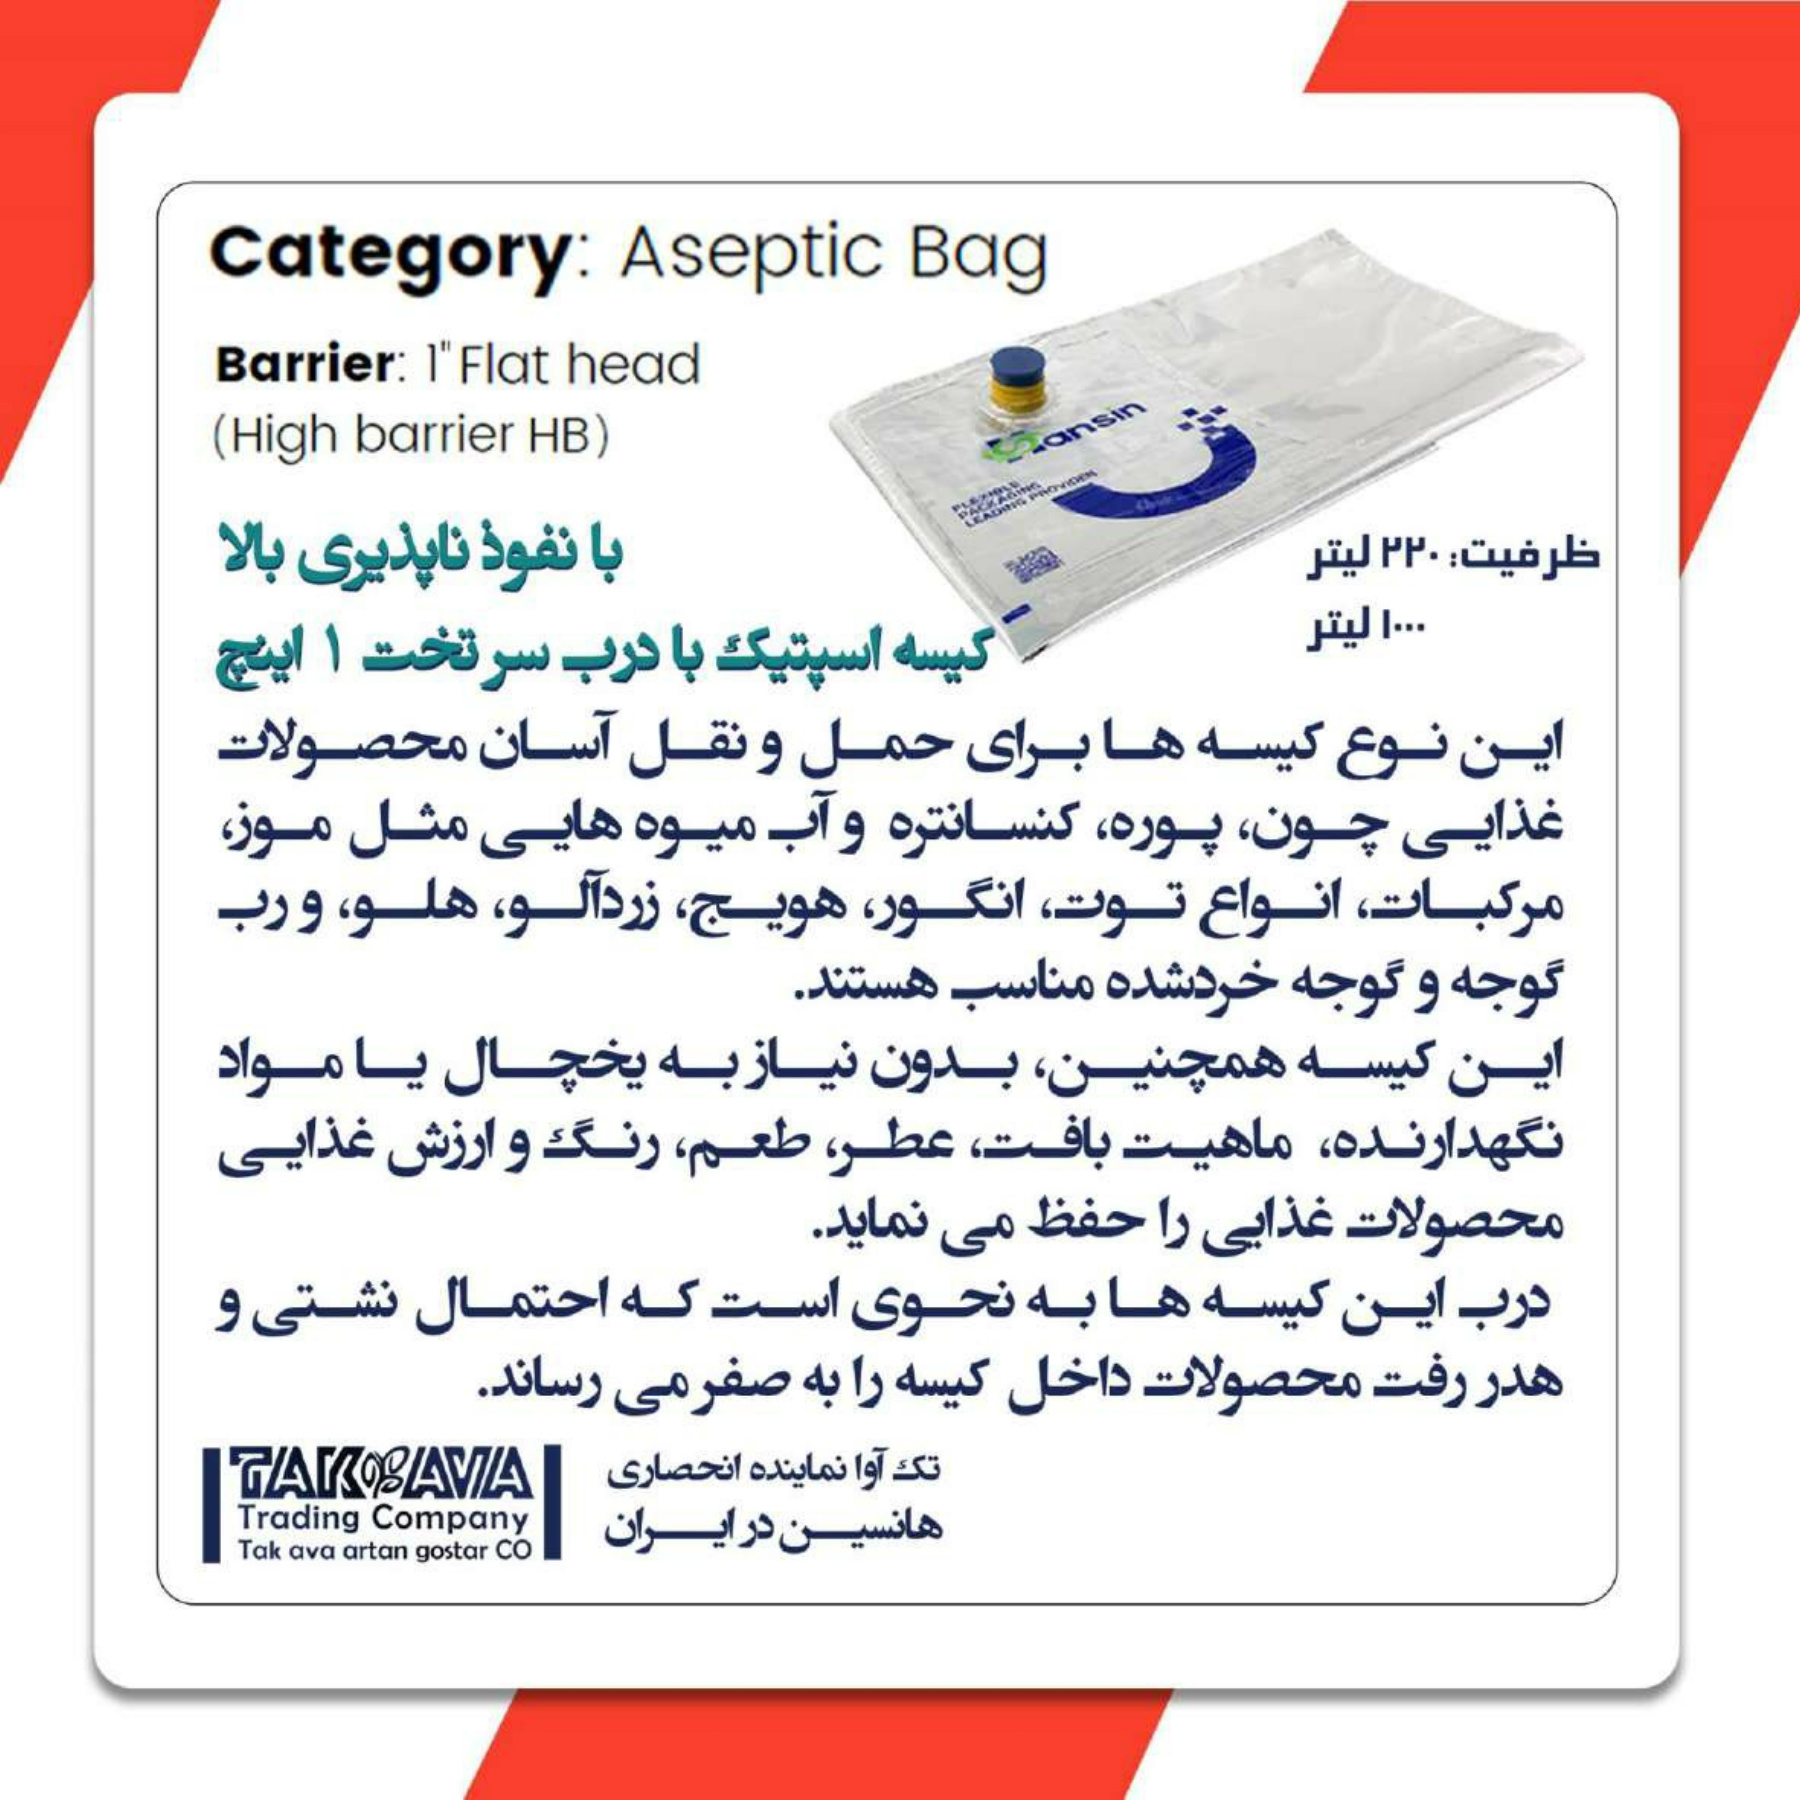 Category: Aseptic Bag
Barrier: 1" Flat head
(High barrier HB)
Hansin
FLEXIBLE
PACKAGING
LEADING PROVIDER
با نفوذ ناپذیری بالا
ظرفیت: ۲۲۰ لیتر
۱۰۰۰ لیتر
کیسه اسپتیک با درب سر تخت ۱ اینچ
این نوع کیسه ها برای حمل و نقل آسان محصولات
غذایی چون، پوره، کنسانتره و آب میوه هایی مثل موز،
مرکبات، انواع توت، انگور، هویج، زردآلو، هلو، و رب
گوجه و گوجه خردشده مناسب هستند.
این کیسه همچنین، بدون نیاز به یخچال یا مواد
نگهدارنده، ماهیت بافت، عطر، طعم، رنگ و ارزش غذایی
محصولات غذایی را حفظ می نماید.
درب این کیسه ها به نحوی است که احتمال نشتی و
هدر رفت محصولات داخل کیسه را به صفر می رساند.
TAK AVA
Trading Company
Tak ava artan gostar CO
تک آوا نماینده انحصاری
هانسین در ایران